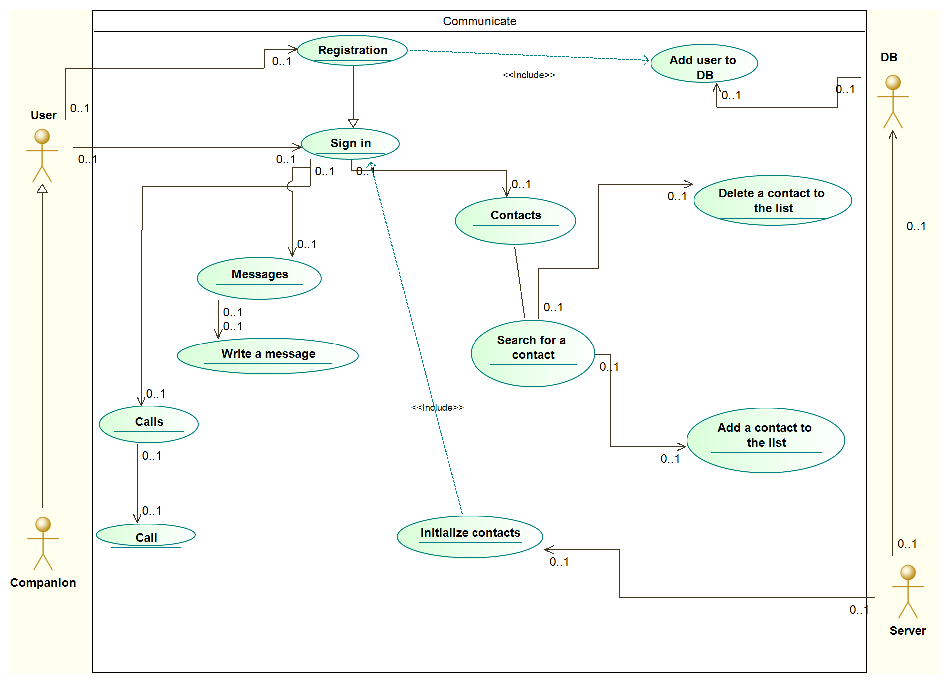 Communicate
Registration
0..1
<<Include>>
Add user to
DB
0..1
0..1
DB
0..1
User
0..1
Sign in
0..1
0..1
0..1
0..1
Contacts
Delete a contact to
the list
0..1
0..1
0..1
Messages
0..1
0..1
Write a message
0..1
Search for a
contact
0..1
0..1
Calls
0..1
<<Include>>
Add a contact to
the list
0..1
0..1
Call
Initialize contacts
0..1
0..1
Companion
0..1
Server